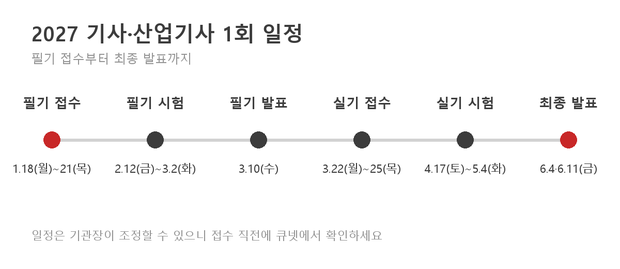 2027 기사·산업기사 1회 일정
필기 접수부터 최종 발표까지
필기 접수 필기 시험 필기 발표 실기 접수 실기 시험 최종 발표
1.18(월)~21(목) 2.12(금)~3.2(화) 3.10(수) 3.22(월)~25(목) 4.17(토)~5.4(화) 6.4·6.11(금)
일정은 기관장이 조정할 수 있으니 접수 직전에 큐넷에서 확인하세요